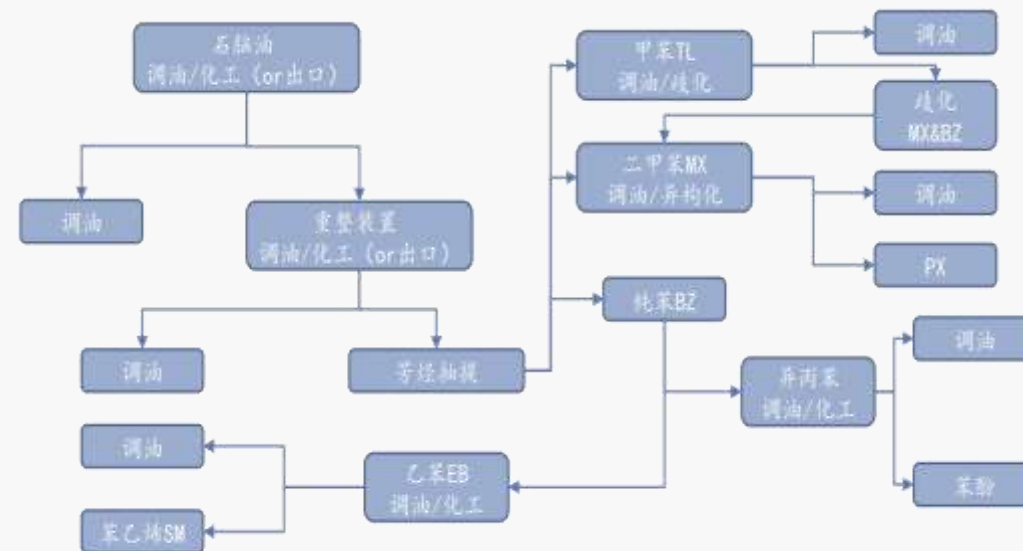 石脑油
调油/化工（or出口）
调油
重整装置
调油/化工（or出口）
调油
芳烃抽提
甲苯TL
调油/歧化
调油
歧化
MX&BZ
二甲苯MX
调油/异构化
调油
PX
纯苯BZ
异丙苯
调油/化工
调油
苯酚
乙苯EB
调油/化工
调油
苯乙烯SM